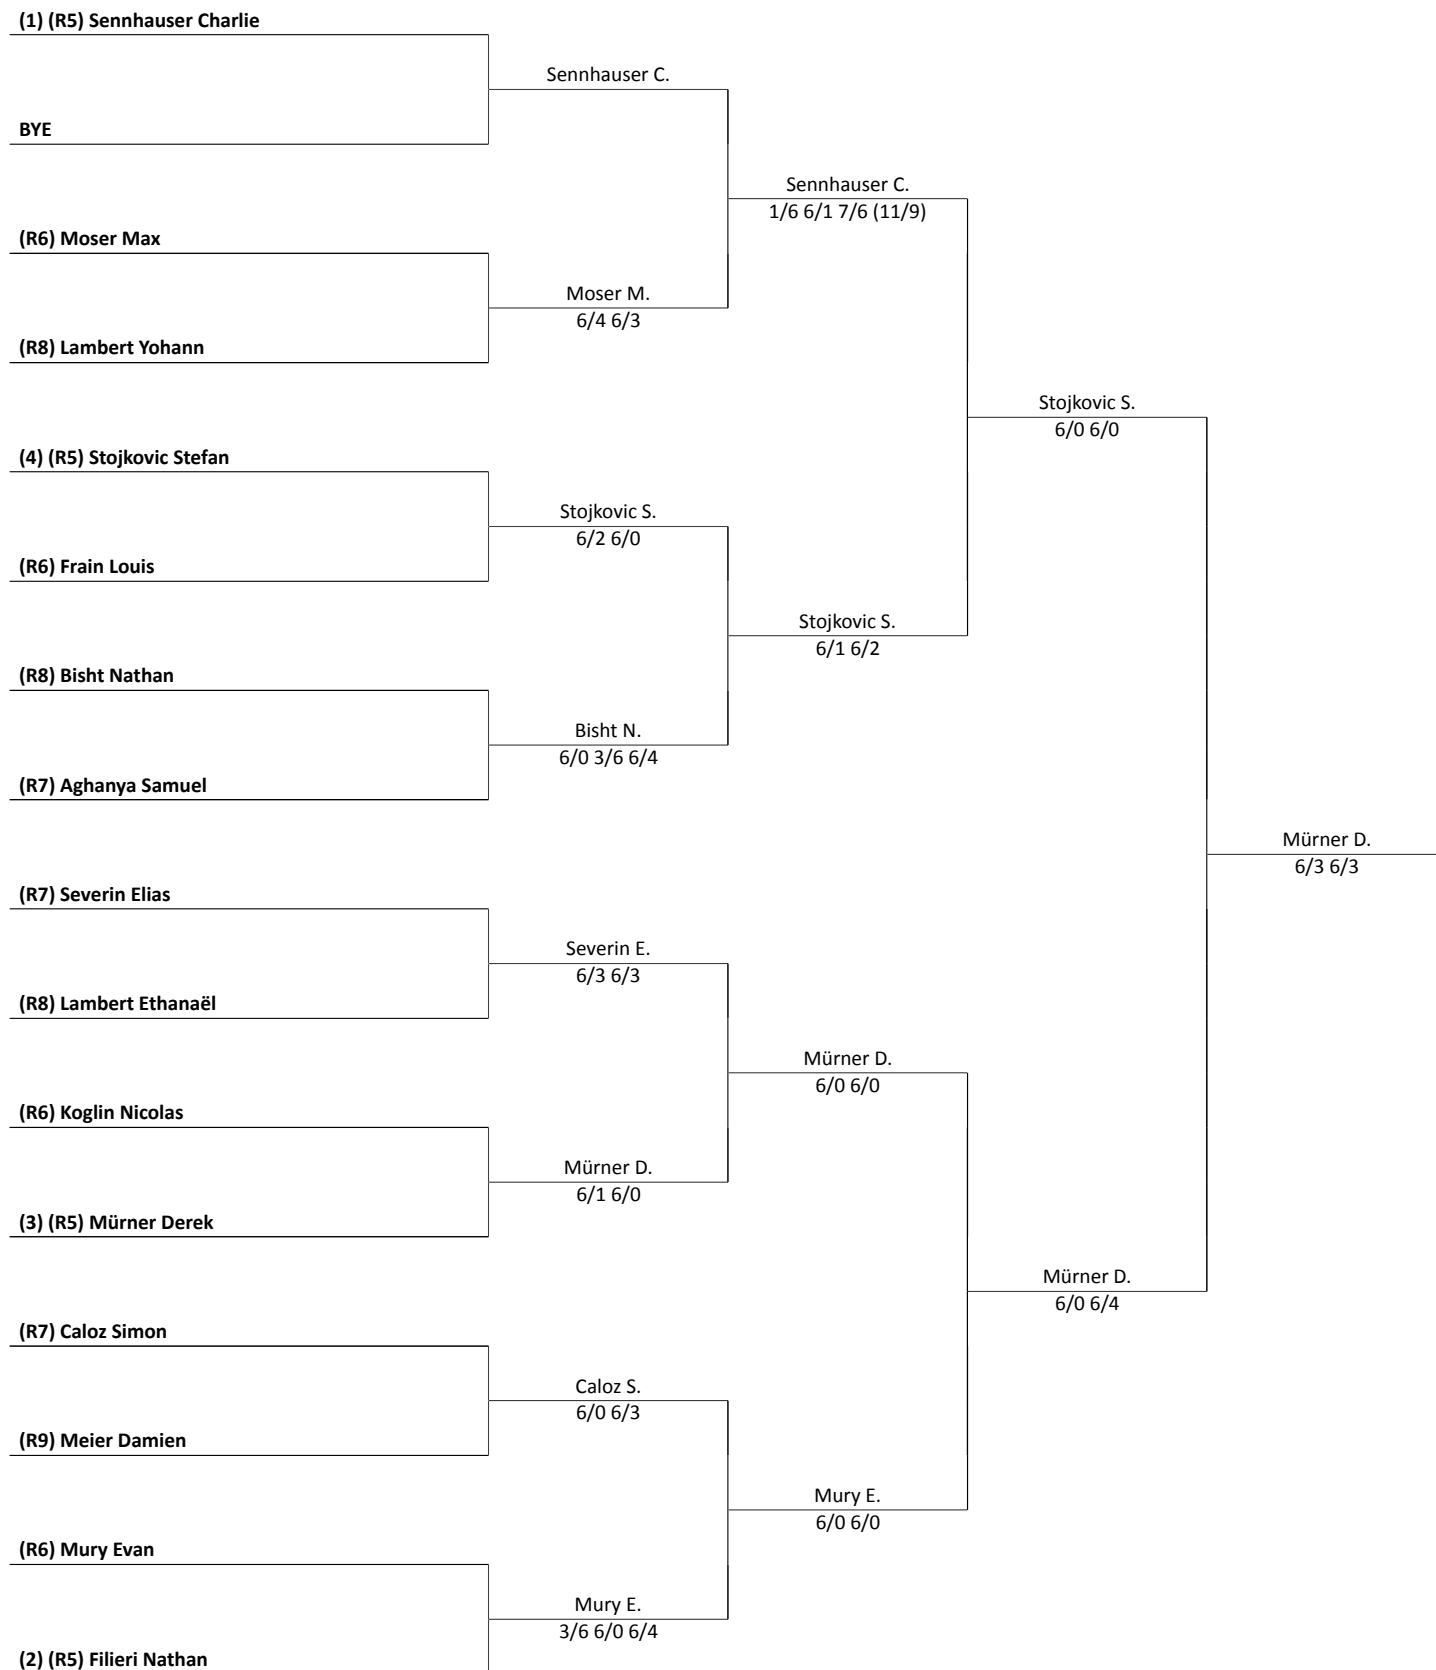 (1) (R5) Sennhauser Charlie
Sennhauser C.
BYE
Sennhauser C.
1/6 6/1 7/6 (11/9)
(R6) Moser Max
Moser M.
6/4 6/3
(R8) Lambert Yohann
Stojkovic S.
6/0 6/0
(4) (R5) Stojkovic Stefan
Stojkovic S.
6/2 6/0
(R6) Frain Louis
Stojkovic S.
6/1 6/2
(R8) Bisht Nathan
Bisht N.
6/0 3/6 6/4
(R7) Aghanya Samuel
Mürner D.
6/3 6/3
(R7) Severin Elias
Severin E.
6/3 6/3
(R8) Lambert Ethanaël
Mürner D.
6/0 6/0
(R6) Koglin Nicolas
Mürner D.
6/1 6/0
(3) (R5) Mürner Derek
Mürner D.
6/0 6/4
(R7) Caloz Simon
Caloz S.
6/0 6/3
(R9) Meier Damien
Mury E.
6/0 6/0
(R6) Mury Evan
Mury E.
3/6 6/0 6/4
(2) (R5) Filieri Nathan